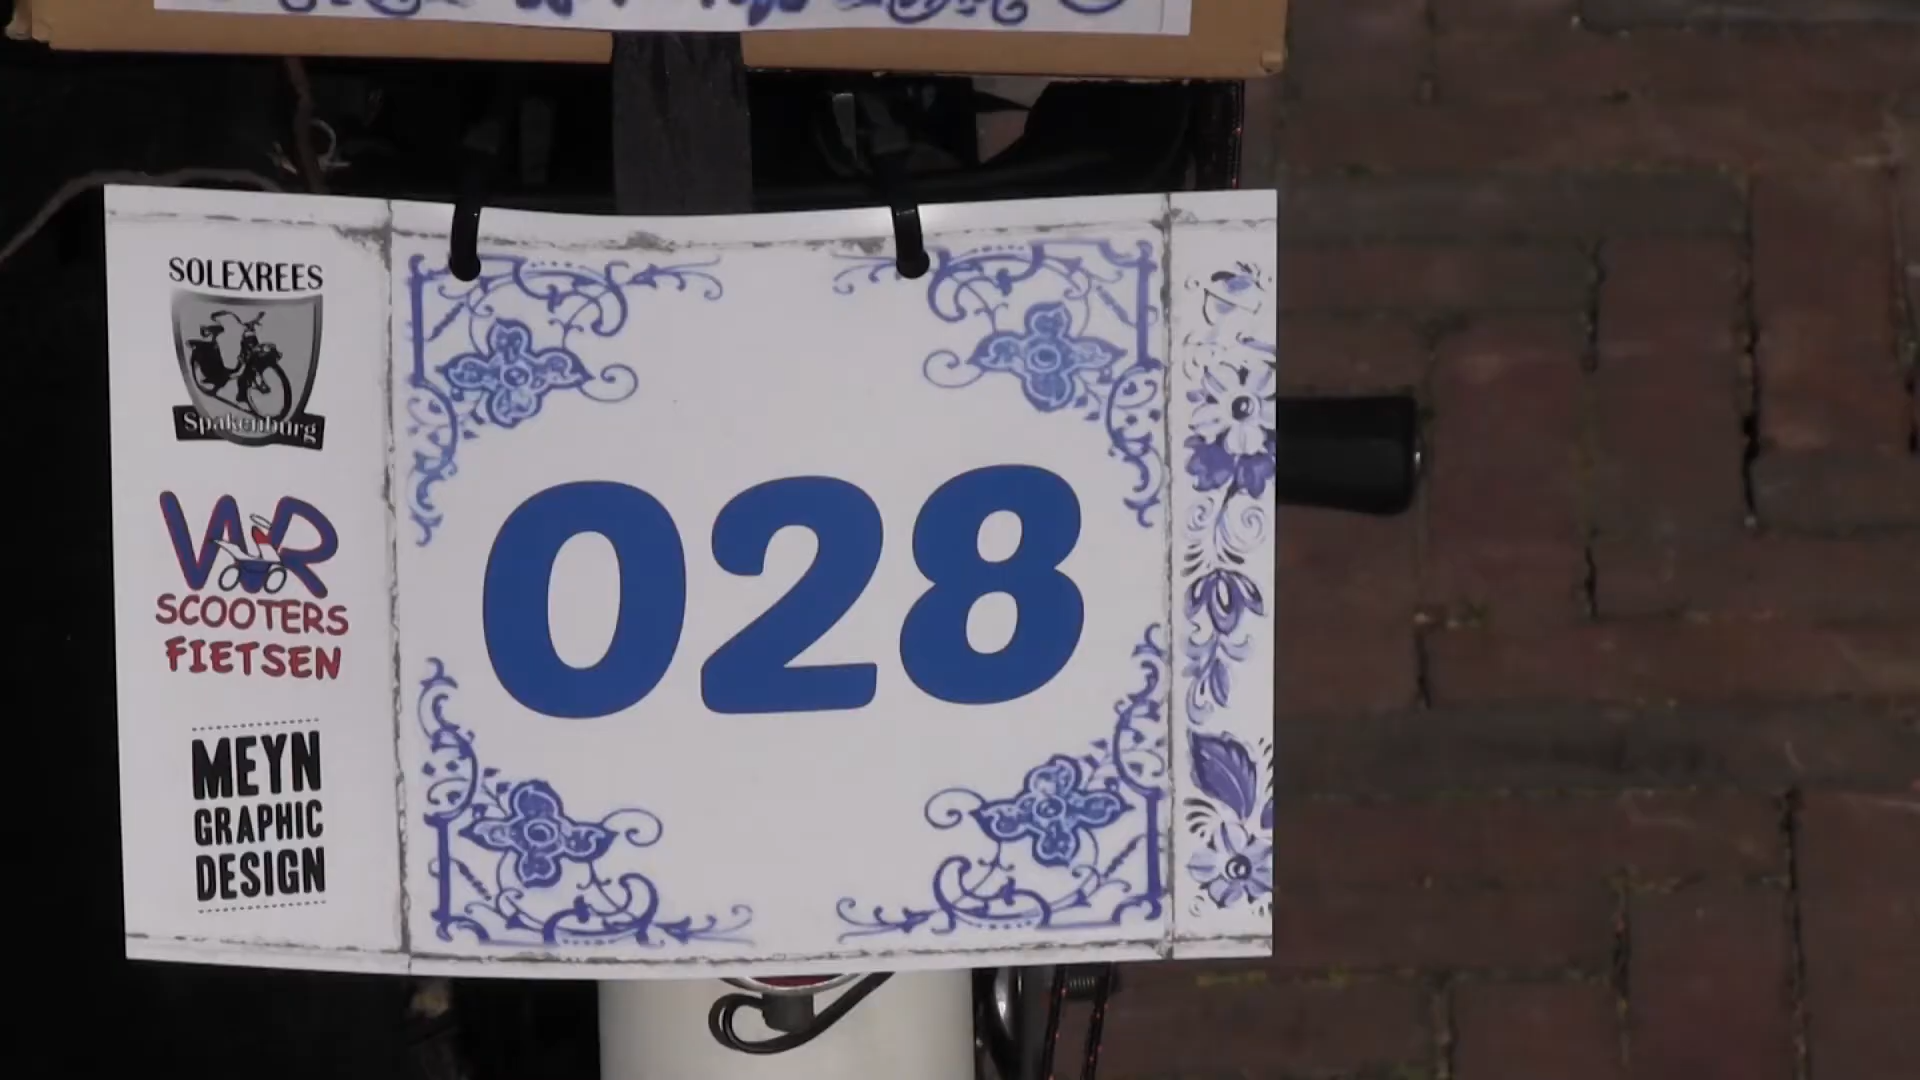 SOLEXREES
Spakenburg
WR
SCOOTERS
FIETSEN
MEYN
GRAPHIC
DESIGN
028